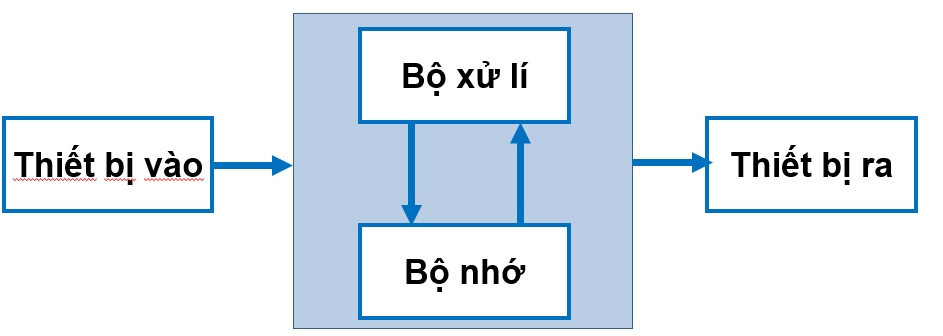 Bộ xử lí
Thiết bị vào
Thiết bị ra
Bộ nhớ